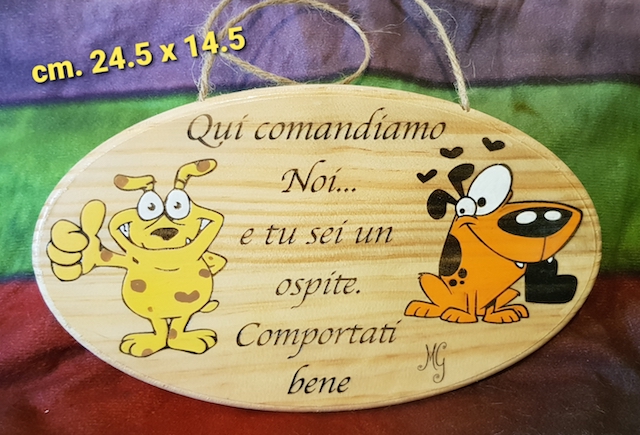 cm. 24.5 x 14.5
Qui comandiamo
Noi...
e tu sei un
ospite.
Comportati
bene
MG